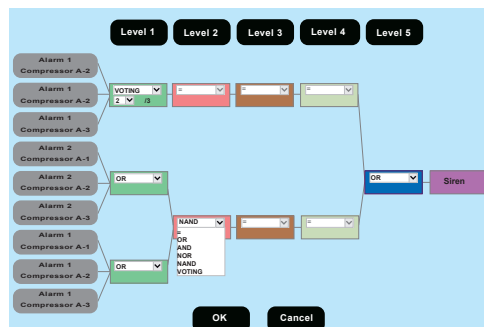 Level 1 Level 2 Level 3 Level 4 Level 5
Alarm 1
Compressor A-2
Alarm 1
Compressor A-2
VOTING
2 /3
=
=
=
Alarm 1
Compressor A-3
Alarm 2
Compressor A-1
Alarm 2
Compressor A-2
OR
OR
Siren
Alarm 2
Compressor A-3
NAND
=
=
=
OR
AND
NOR
NAND
VOTING
Alarm 1
Compressor A-1
Alarm 1
Compressor A-2
OR
Alarm 1
Compressor A-3
OK Cancel